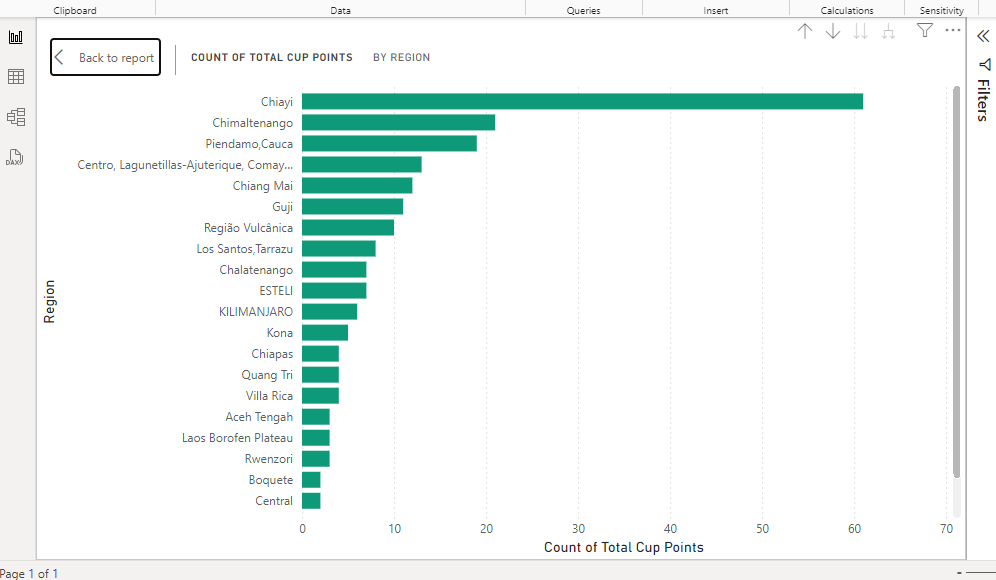 Clipboard Data Queries Insert Calculations Sensitivity
Back to report COUNT OF TOTAL CUP POINTS BY REGION
Filters
Region
Chiayi
Chimaltenango
Piendamo,Cauca
Centro, Lagunetillas-Ajuterique, Comay...
Chiang Mai
Guji
Região Vulcânica
Los Santos,Tarrazu
Chalatenango
ESTELI
KILIMANJARO
Kona
Chiapas
Quang Tri
Villa Rica
Aceh Tengah
Laos Borofen Plateau
Rwenzori
Boquete
Central
0 10 20 30 40 50 60 70
Count of Total Cup Points
DAX
Page 1 of 1